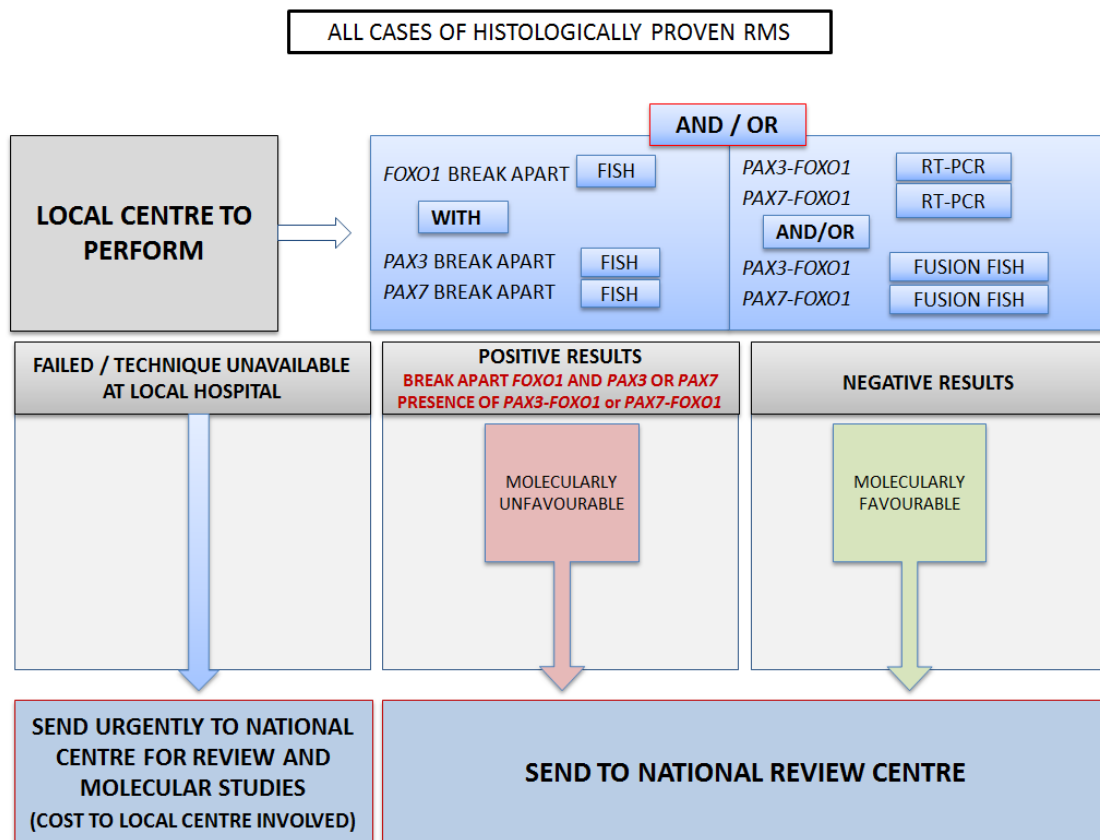 ALL CASES OF HISTOLOGICALLY PROVEN RMS
LOCAL CENTRE TO
PERFORM
AND / OR
FOXO1 BREAK APART FISH
WITH
PAX3 BREAK APART FISH
PAX7 BREAK APART FISH
PAX3-FOXO1 RT-PCR
PAX7-FOXO1 RT-PCR
AND/OR
PAX3-FOXO1 FUSION FISH
PAX7-FOXO1 FUSION FISH
FAILED / TECHNIQUE UNAVAILABLE
AT LOCAL HOSPITAL
POSITIVE RESULTS
BREAK APART FOXO1 AND PAX3 OR PAX7
PRESENCE OF PAX3-FOXO1 or PAX7-FOXO1
NEGATIVE RESULTS
MOLECULARLY
UNFAVOURABLE
MOLECULARLY
FAVOURABLE
SEND URGENTLY TO NATIONAL
CENTRE FOR REVIEW AND
MOLECULAR STUDIES
(COST TO LOCAL CENTRE INVOLVED)
SEND TO NATIONAL REVIEW CENTRE